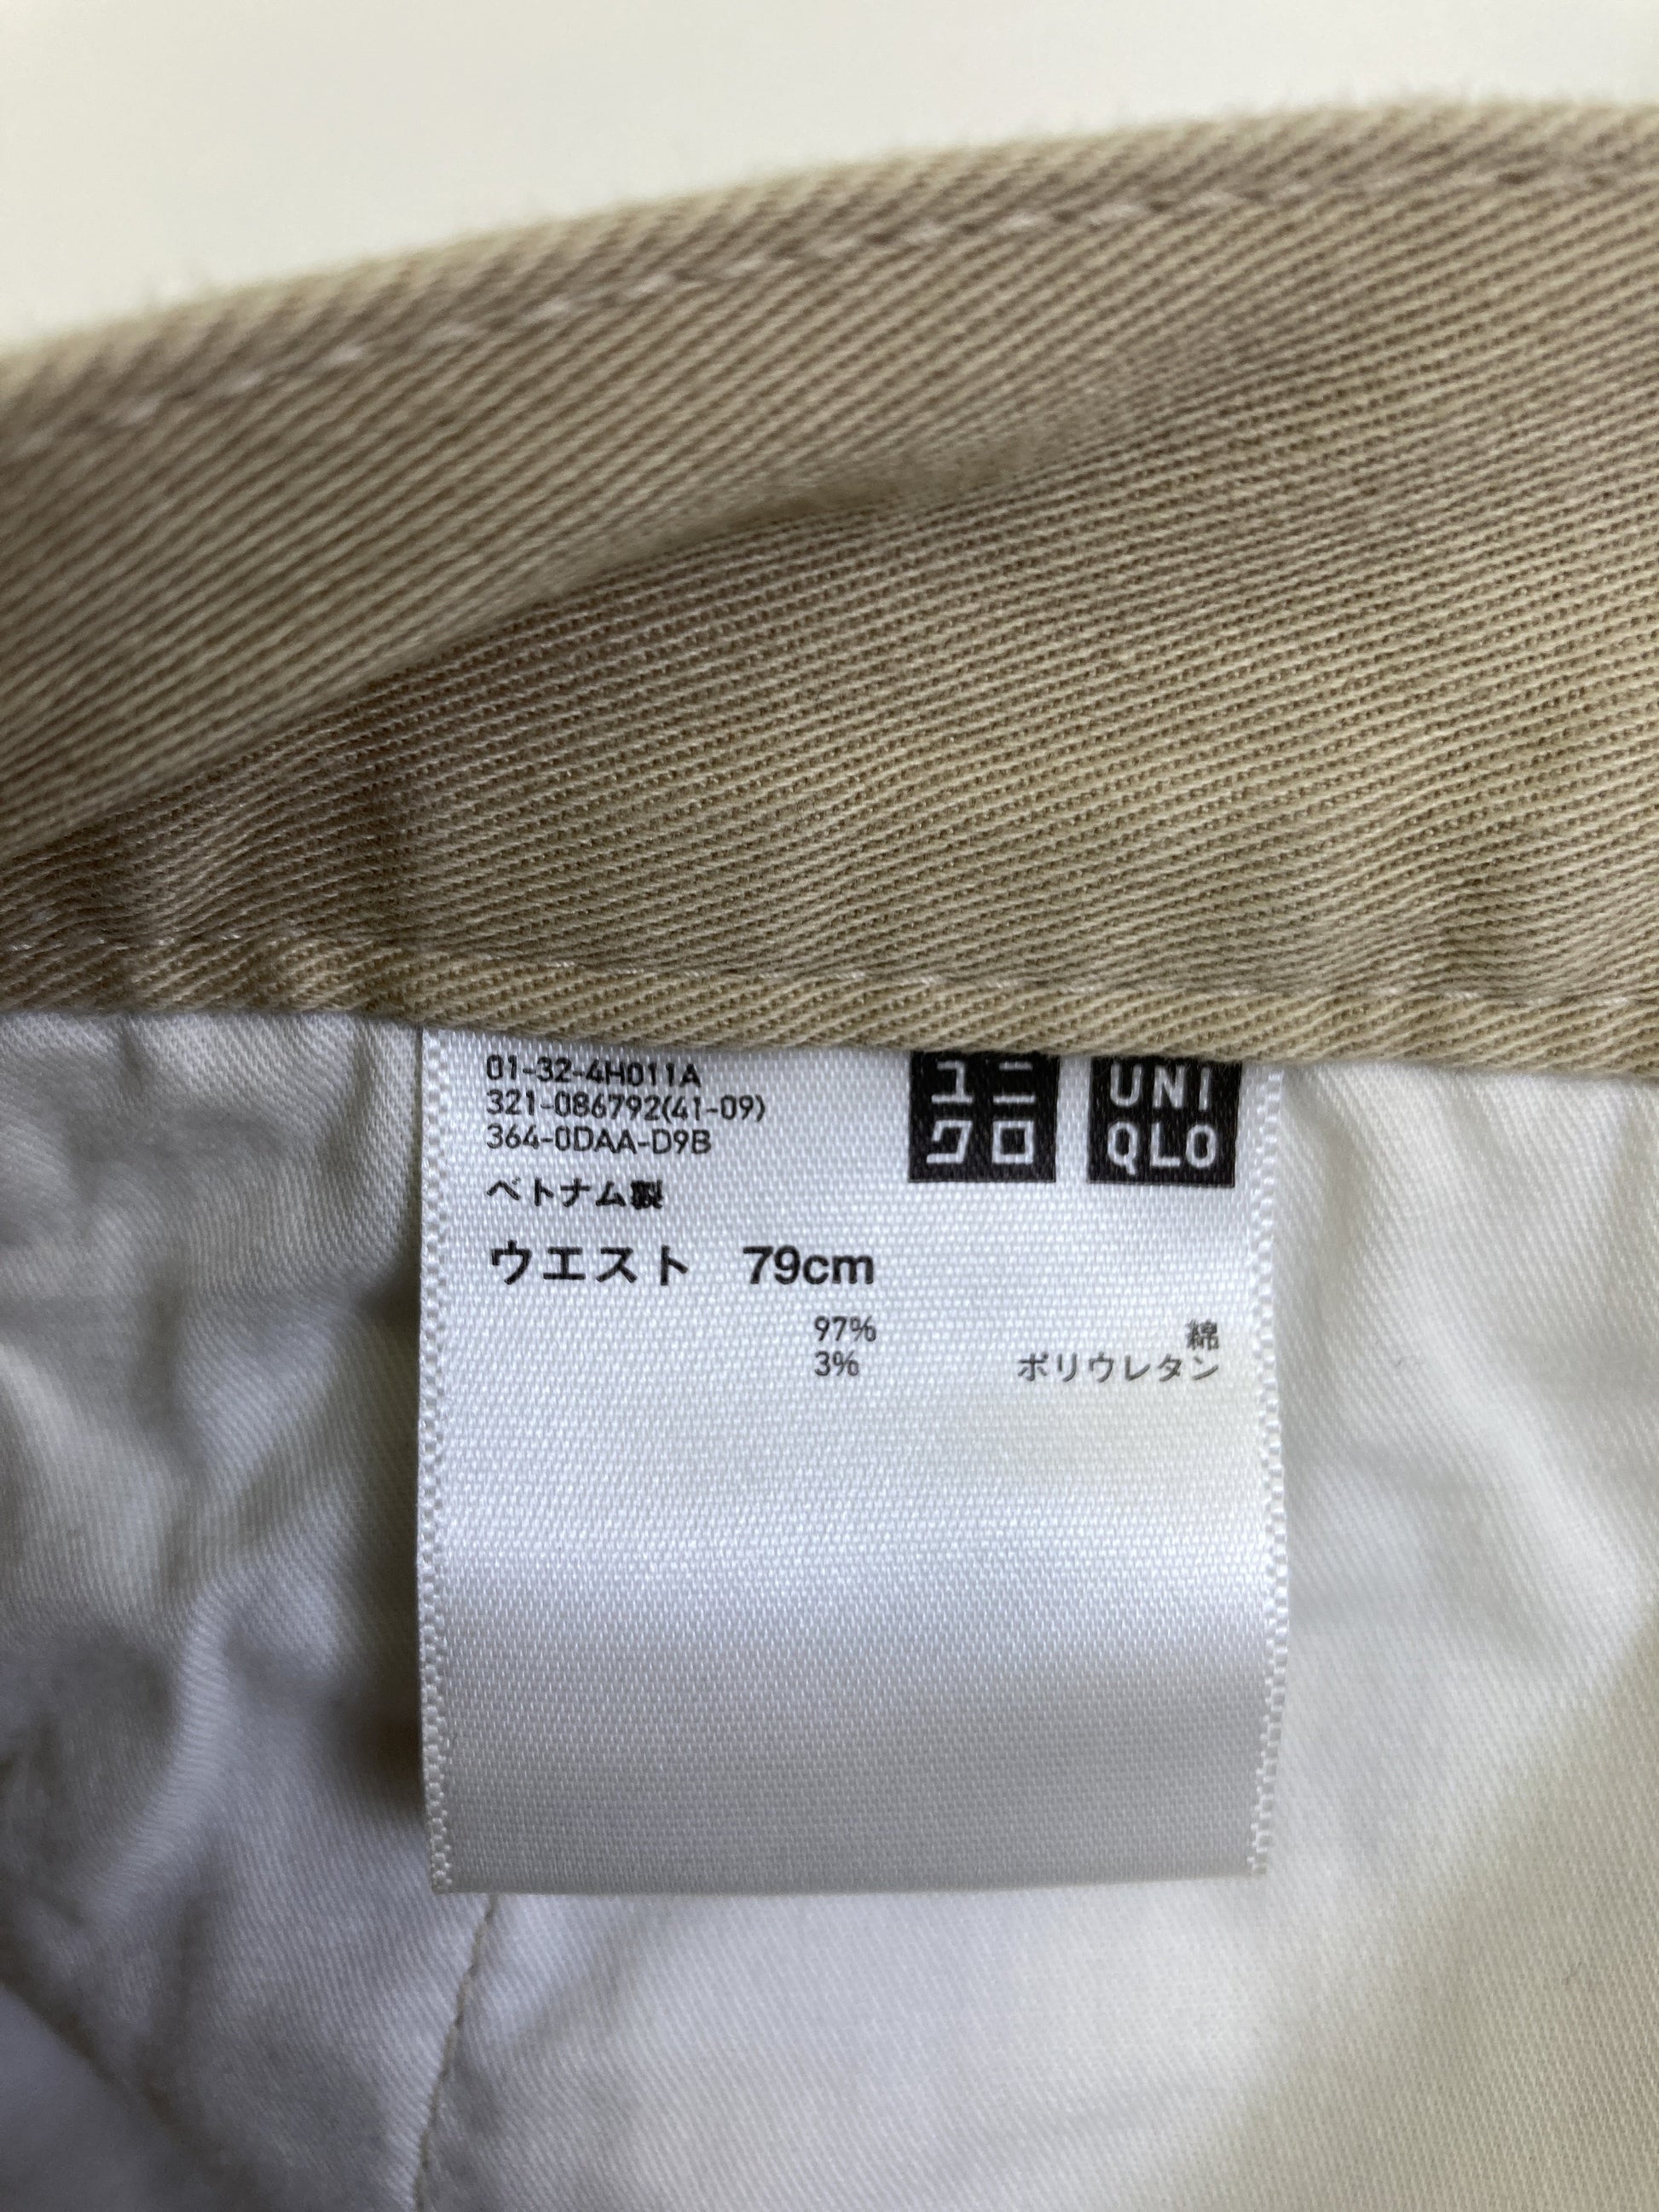 01-32-4H011A
321-086792(41-09)
364-0DAA-D9B
ユニ
クロ
UNI
QLO
ベトナム製
ウエスト 79cm
97% 綿
3% ポリウレタン